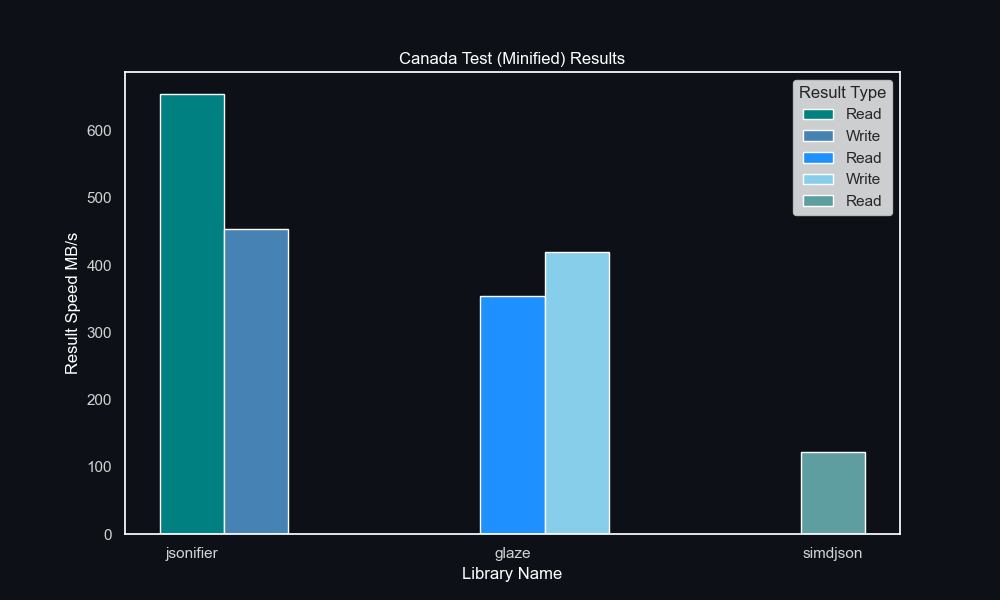 Canada Test (Minified) Results
Result Type
Read
Write
Read
Write
Read
Result Speed MB/s
600
500
400
300
200
100
0
jsonifier
glaze
simdjson
Library Name